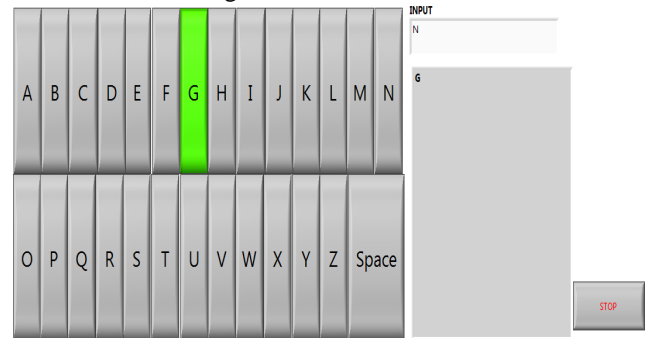 INPUT
N
A B C D E F G H I J K L M N
G
O P Q R S T U V W X Y Z Space
STOP